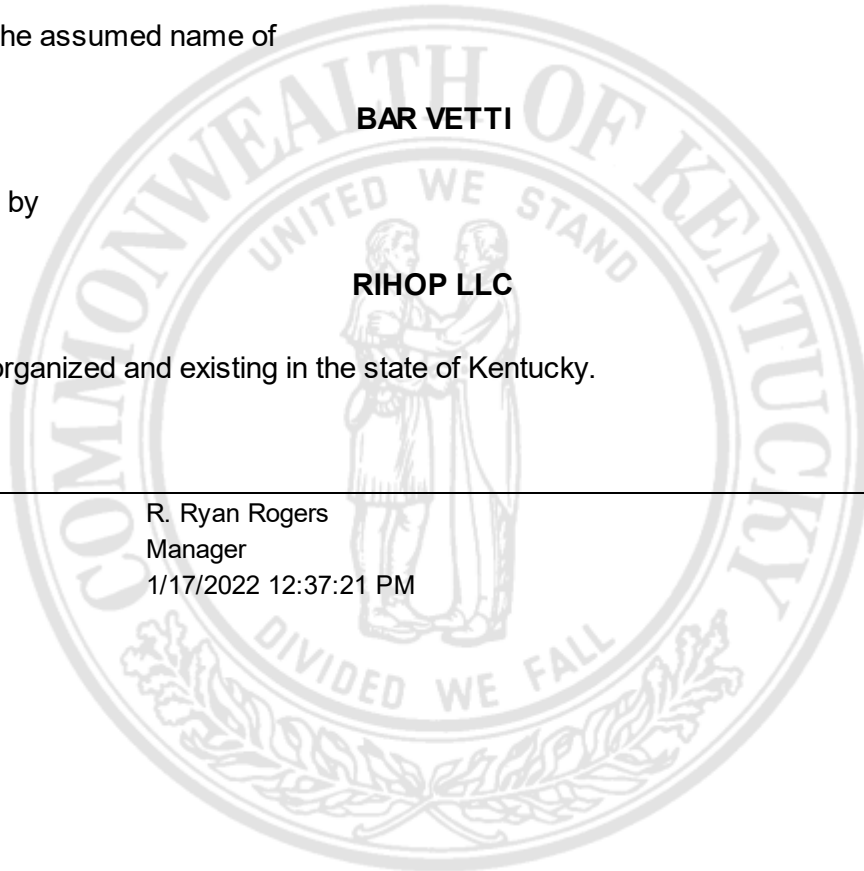 he assumed name of
BAR VETTI
by
RIHOP LLC
organized and existing in the state of Kentucky.
R. Ryan Rogers
Manager
1/17/2022 12:37:21 PM
COMMONWEALTH OF KENTUCKY
UNITED WE STAND
DIVIDED WE FALL